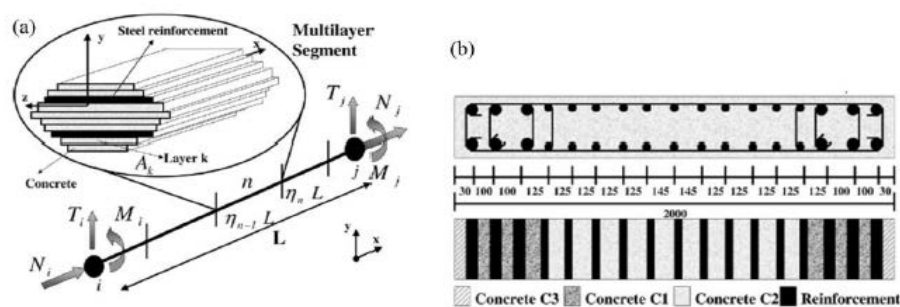 (a)
Steel reinforcement
Multilayer
Segment
y
x
z
Layer k
A_k
Concrete
T_j
N_j
M_j
j
n
η_n L
η_{n-1} L
L
T_i
M_i
N_i
i
y
x
(b)
30 100 100 125 125 125 125 145 145 125 125 125 125 100 100 30
2000
Concrete C3 Concrete C1 Concrete C2 Reinforcement